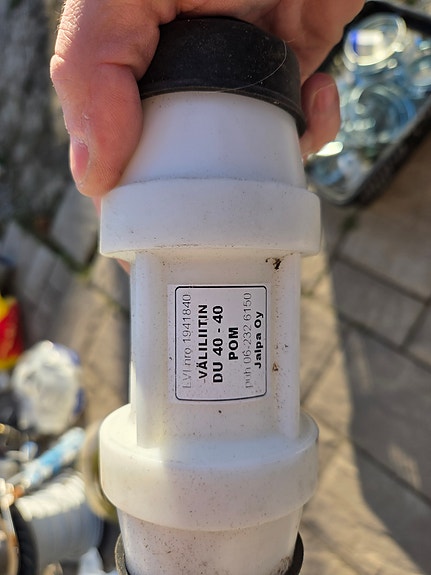 LVI nro 1941840
VÄLILIITIN
DU 40 - 40
POM
puh 06-232 6150
Jalpa Oy